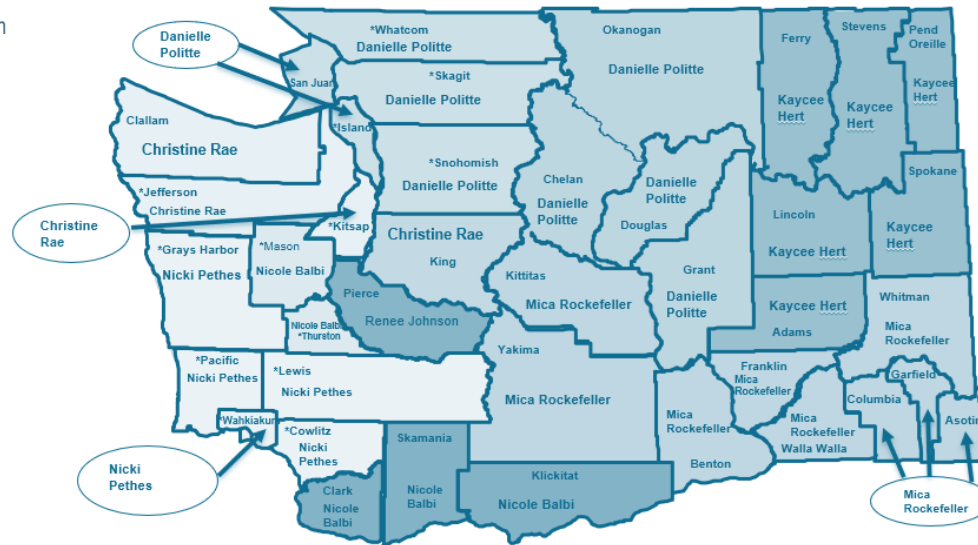 n
Danielle
Politte
San Juan
*Whatcom
Danielle Politte
*Skagit
Danielle Politte
*Island
*Snohomish
Danielle Politte
Okanogan
Danielle Politte
Ferry
Kaycee
Hert
Stevens
Kaycee
Hert
Pend
Oreille
Kaycee
Hert
Clallam
Christine Rae
*Jefferson
Christine Rae
Christine
Rae
*Kitsap
Christine Rae
King
Chelan
Danielle
Politte
Danielle
Politte
Douglas
Grant
Danielle
Politte
Lincoln
Kaycee Hert
Spokane
Kaycee
Hert
*Grays Harbor
Nicki Pethes
*Mason
Nicole Balbi
Pierce
Renee Johnson
Nicole Balbi
*Thurston
Kittitas
Mica Rockefeller
Kaycee Hert
Adams
Whitman
Mica
Rockefeller
*Pacific
Nicki Pethes
*Lewis
Nicki Pethes
Yakima
Mica Rockefeller
Franklin
Mica
Rockefeller
Mica
Rockefeller
Benton
Mica
Rockefeller
Walla Walla
Columbia
Garfield
Asotin
Mica
Rockefeller
*Wahkiakum
Nicki
Pethes
*Cowlitz
Nicki
Pethes
Clark
Nicole
Balbi
Skamania
Nicole
Balbi
Klickitat
Nicole Balbi